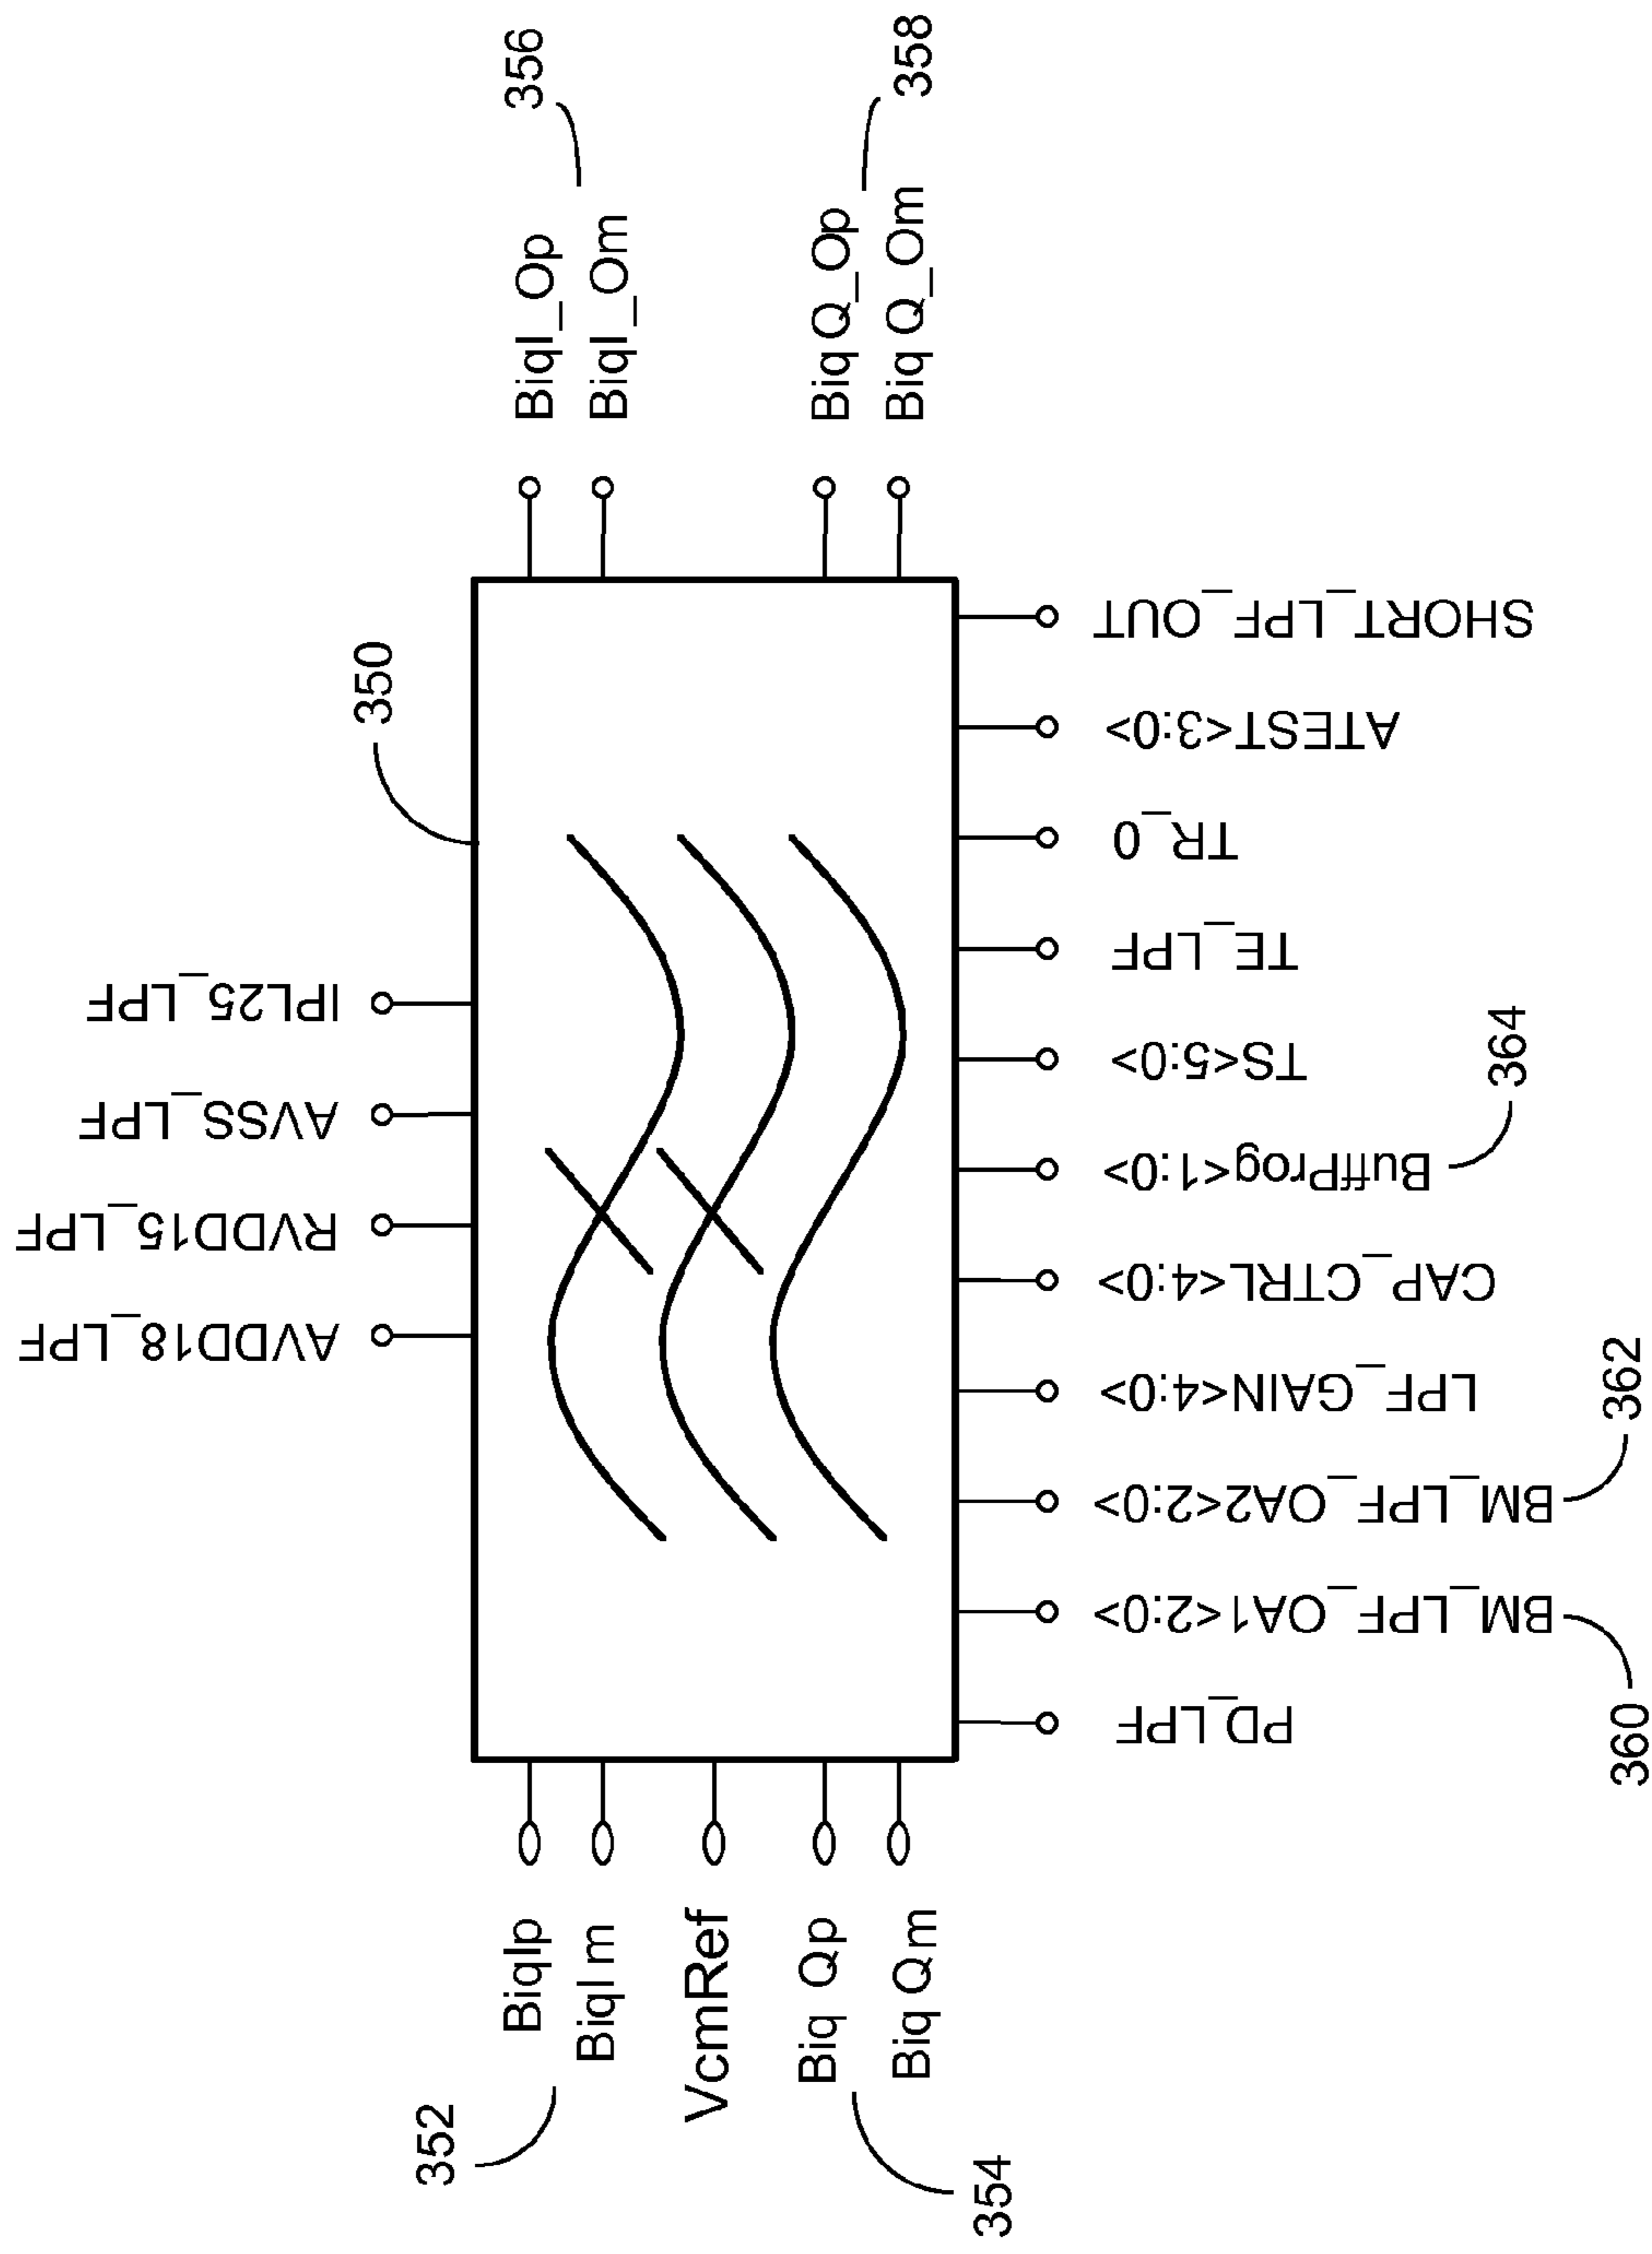 350
AVDD18_LPF
RVDD15_LPF
AVSS_LPF
IPL25_LPF
352
BiqIp
BiqI m
VcmRef
Biq Qp
Biq Qm
354
356
BiqI_Op
BiqI_Om
Biq Q_Op
Biq Q_Om
358
PD_LPF
BM_LPF_OA1<2:0>
BM_LPF_OA2<2:0>
LPF_GAIN<4:0>
CAP_CTRL<4:0>
BuffProg<1:0>
TS<5:0>
TE_LPF
TR_0
ATEST<3:0>
SHORT_LPF_OUT
360
362
364